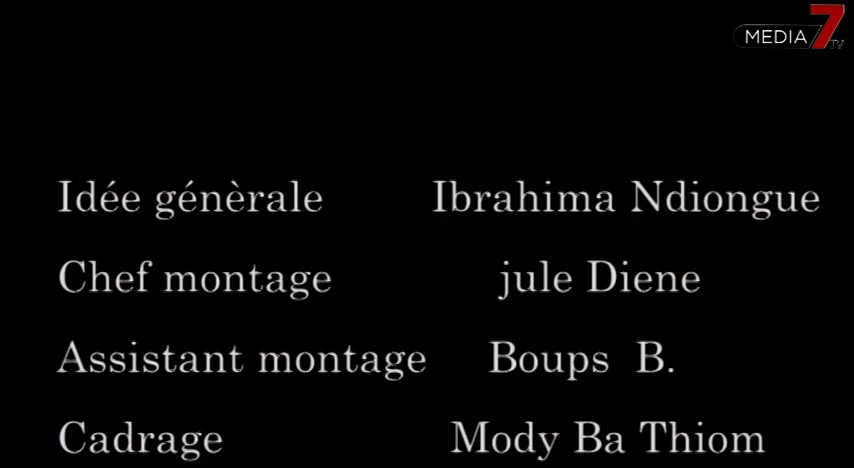 MEDIA 7 TV
Idée génèrale Ibrahima Ndiongue
Chef montage jule Diene
Assistant montage Boups B.
Cadrage Mody Ba Thiom